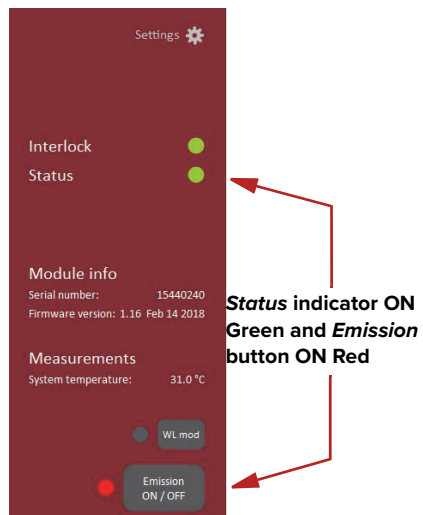 Settings
Interlock
Status
Module info
Serial number: 15440240
Firmware version: 1.16 Feb 14 2018
Measurements
System temperature: 31.0 °C
WL mod
Emission
ON / OFF
Status indicator ON
Green and Emission
button ON Red